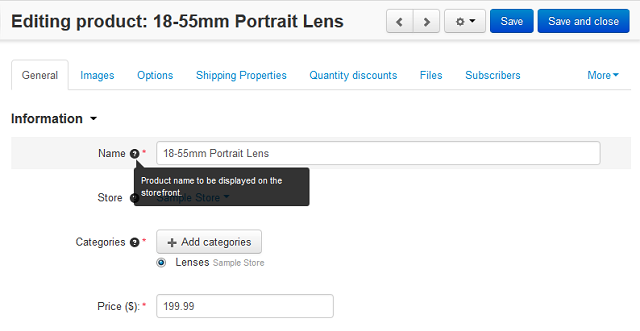 Editing product: 18-55mm Portrait Lens
Save
Save and close
General
Images
Options
Shipping Properties
Quantity discounts
Files
Subscribers
More
Information
Name ? *
18-55mm Portrait Lens
Product name to be displayed on the
storefront.
Store ?
Sample Store
Categories ? *
Add categories
Lenses Sample Store
Price ($): *
199.99